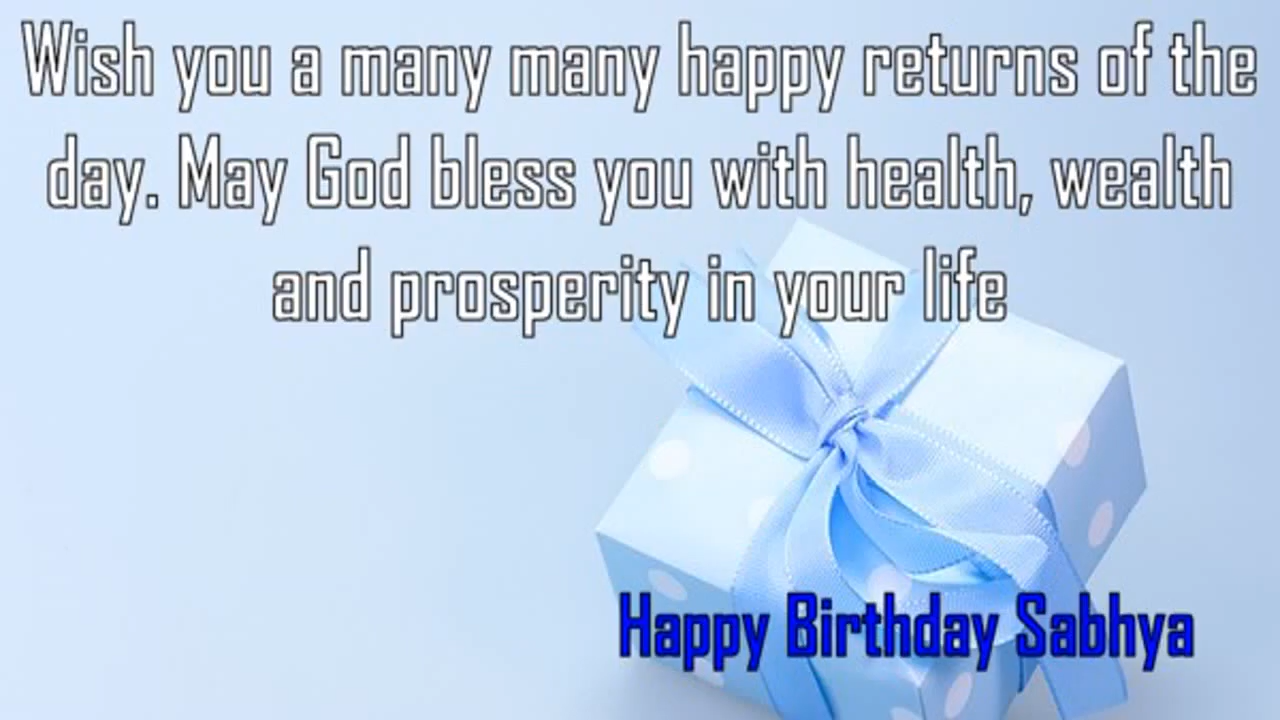 Wish you a many many happy returns of the
day. May God bless you with health, wealth
and prosperity in your life
Happy Birthday Sabhya